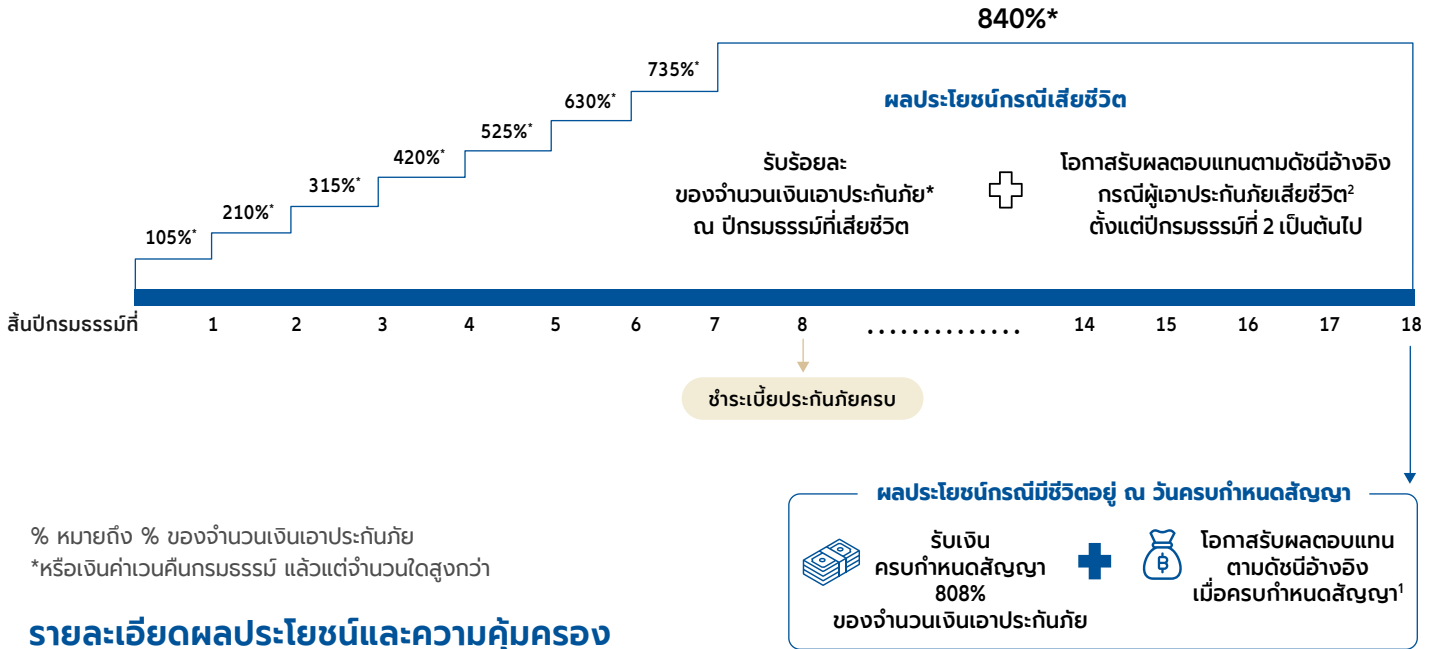 840%*
735%*
630%*
525%*
420%*
315%*
210%*
105%*
ผลประโยชน์กรณีเสียชีวิต
รับร้อยละ
ของจำนวนเงินเอาประกันภัย*
ณ ปีกรมธรรม์ที่เสียชีวิต
โอกาสรับผลตอบแทนตามดัชนีอ้างอิง
กรณีผู้เอาประกันภัยเสียชีวิต²
ตั้งแต่ปีกรมธรรม์ที่ 2 เป็นต้นไป
สิ้นปีกรมธรรม์ที่ 1 2 3 4 5 6 7 8 .............. 14 15 16 17 18
ชำระเบี้ยประกันภัยครบ
ผลประโยชน์กรณีมีชีวิตอยู่ ณ วันครบกำหนดสัญญา
รับเงิน
ครบกำหนดสัญญา
808%
ของจำนวนเงินเอาประกันภัย
โอกาสรับผลตอบแทน
ตามดัชนีอ้างอิง
เมื่อครบกำหนดสัญญา¹
% หมายถึง % ของจำนวนเงินเอาประกันภัย
*หรือเงินค่าเวนคืนกรมธรรม์ แล้วแต่จำนวนใดสูงกว่า
รายละเอียดผลประโยชน์และความคุ้มครอง